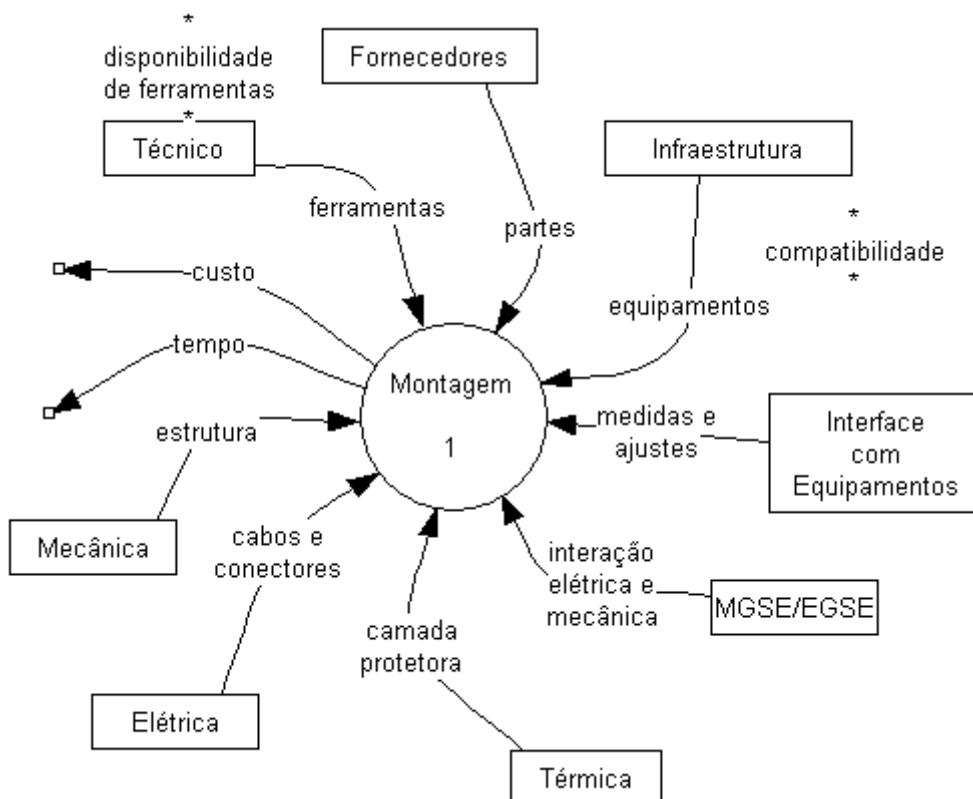 *
disponibilidade
de ferramentas
*
Técnico
Fornecedores
Infraestrutura
ferramentas
partes
*
compatibilidade
*
custo
equipamentos
tempo
Montagem
1
estrutura
medidas e
ajustes
Interface
com
Equipamentos
Mecânica
cabos e
conectores
interação
elétrica e
mecânica
MGSE/EGSE
camada
protetora
Elétrica
Térmica